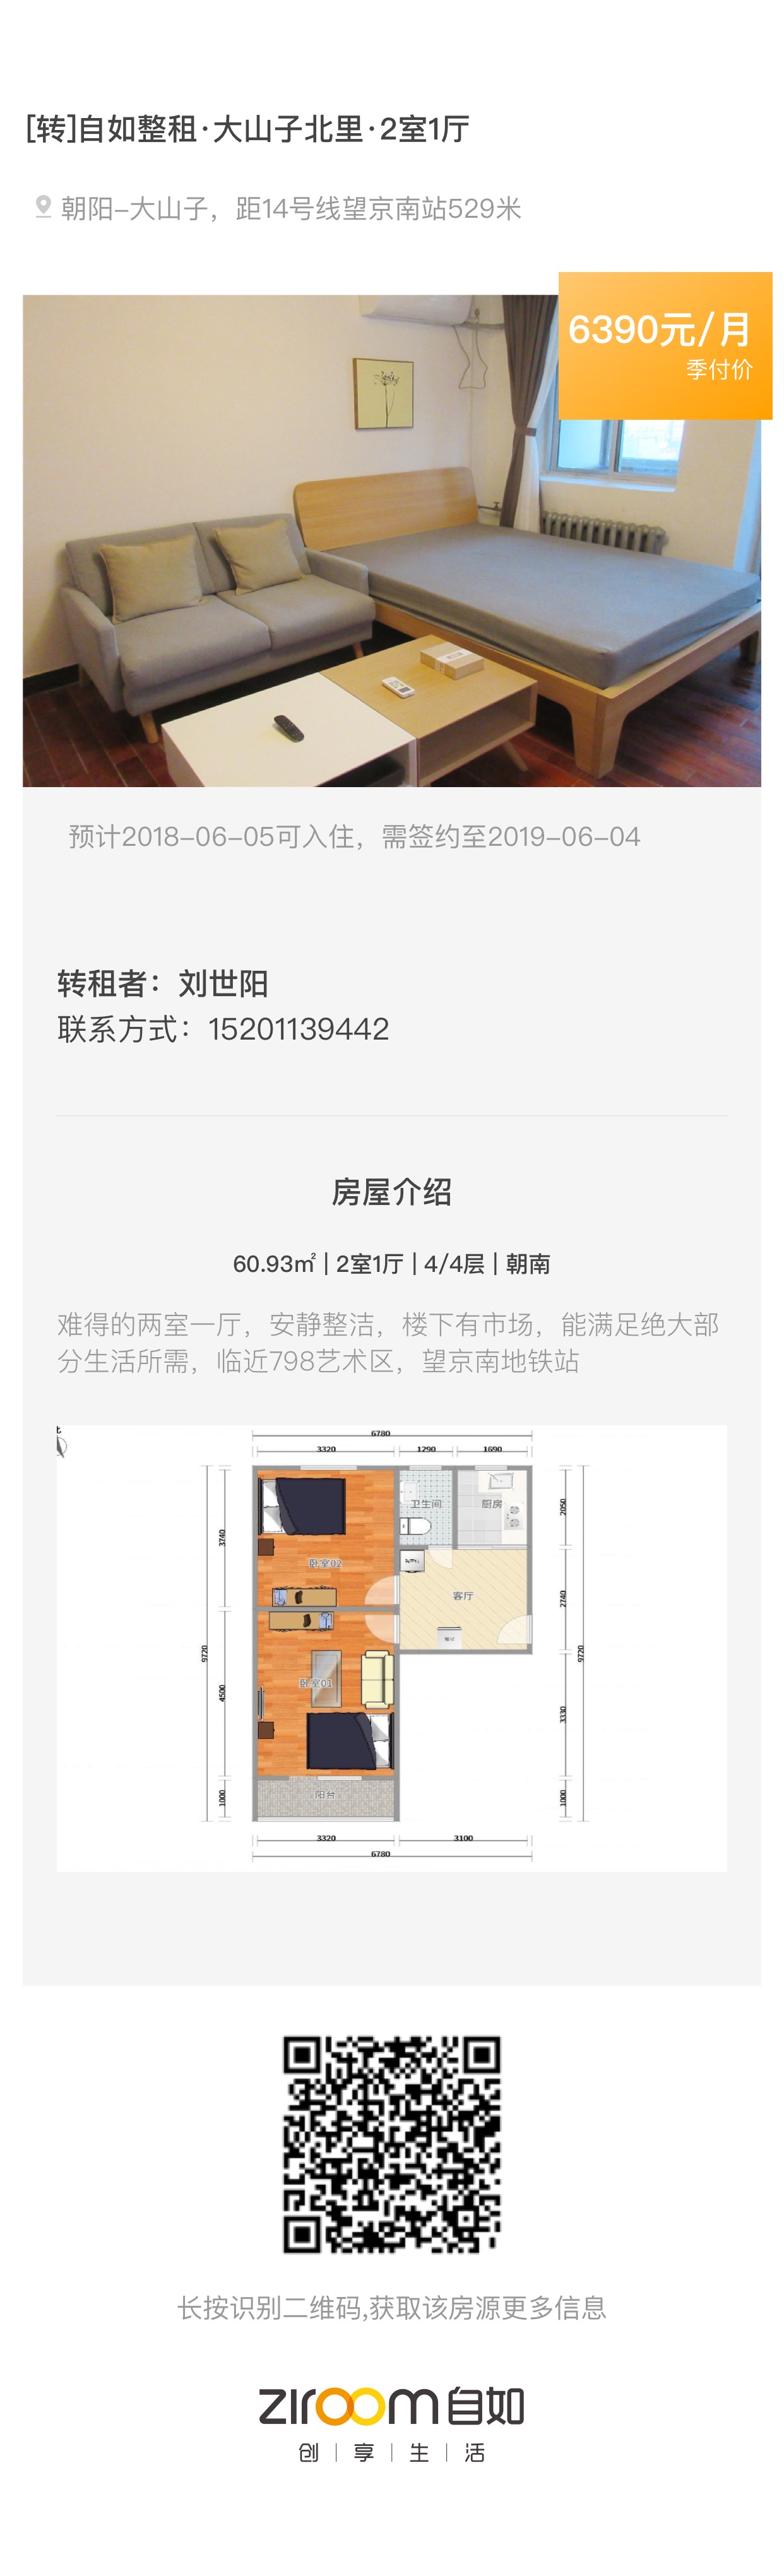 [转]自如整租·大山子北里·2室1厅
朝阳-大山子，距14号线望京南站529米
6390元/月
季付价
预计2018-06-05可入住，需签约至2019-06-04
转租者：刘世阳
联系方式：15201139442
房屋介绍
60.93㎡ | 2室1厅 | 4/4层 | 朝南
难得的两室一厅，安静整洁，楼下有市场，能满足绝大部
分生活所需，临近798艺术区，望京南地铁站
北
6780
3320 1290 1690
卫生间
厨房
3740
2050
卧室02
客厅
2740
9720
9720
卧室01
4500
3330
阳台
1000
1000
3320 3100
6780
长按识别二维码,获取该房源更多信息
ziroom自如
创 | 享 | 生 | 活